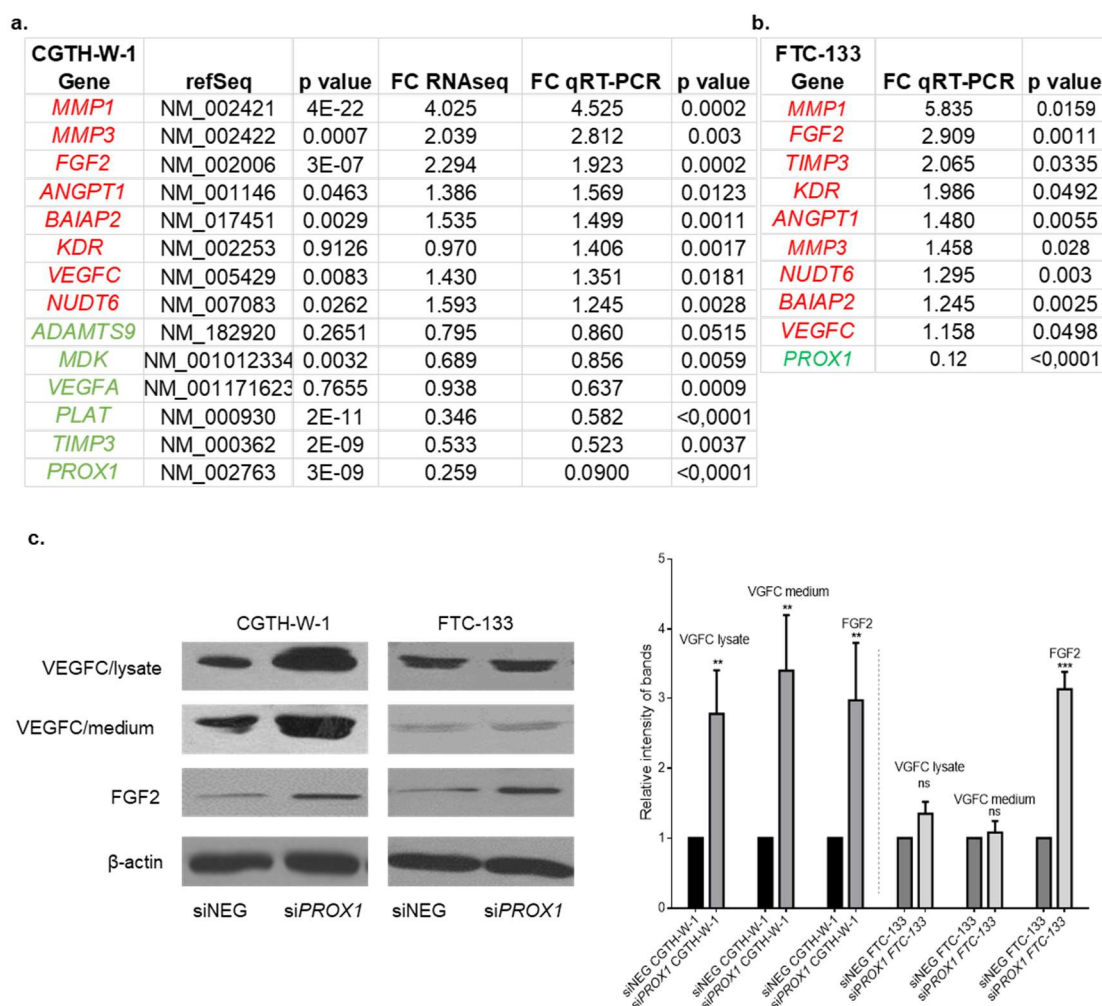 a.
CGTH-W-1
Gene refSeq p value FC RNAseq FC qRT-PCR p value
MMP1 NM_002421 4E-22 4.025 4.525 0.0002
MMP3 NM_002422 0.0007 2.039 2.812 0.003
FGF2 NM_002006 3E-07 2.294 1.923 0.0002
ANGPT1 NM_001146 0.0463 1.386 1.569 0.0123
BAIAP2 NM_017451 0.0029 1.535 1.499 0.0011
KDR NM_002253 0.9126 0.970 1.406 0.0017
VEGFC NM_005429 0.0083 1.430 1.351 0.0181
NUDT6 NM_007083 0.0262 1.593 1.245 0.0028
ADAMTS9 NM_182920 0.2651 0.795 0.860 0.0515
MDK NM_001012334 0.0032 0.689 0.856 0.0059
VEGFA NM_001171623 0.7655 0.938 0.637 0.0009
PLAT NM_000930 2E-11 0.346 0.582 <0,0001
TIMP3 NM_000362 2E-09 0.533 0.523 0.0037
PROX1 NM_002763 3E-09 0.259 0.0900 <0,0001
b.
FTC-133
Gene FC qRT-PCR p value
MMP1 5.835 0.0159
FGF2 2.909 0.0011
TIMP3 2.065 0.0335
KDR 1.986 0.0492
ANGPT1 1.480 0.0055
MMP3 1.458 0.028
NUDT6 1.295 0.003
BAIAP2 1.245 0.0025
VEGFC 1.158 0.0498
PROX1 0.12 <0,0001
c.
CGTH-W-1 FTC-133
VEGFC/lysate
VEGFC/medium
FGF2
β-actin
siNEG siPROX1 siNEG siPROX1
Relative intensity of bands
5
4
3
2
1
0
VGFC lysate
**
VGFC medium
**
FGF2
**
VGFC lysate
ns
VGFC medium
ns
FGF2
***
siNEG CGTH-W-1
siPROX1 CGTH-W-1
siNEG CGTH-W-1
siPROX1 CGTH-W-1
siNEG CGTH-W-1
siPROX1 CGTH-W-1
siNEG FTC-133
siPROX1 FTC-133
siNEG FTC-133
siPROX1 FTC-133
siNEG FTC-133
siPROX1 FTC-133